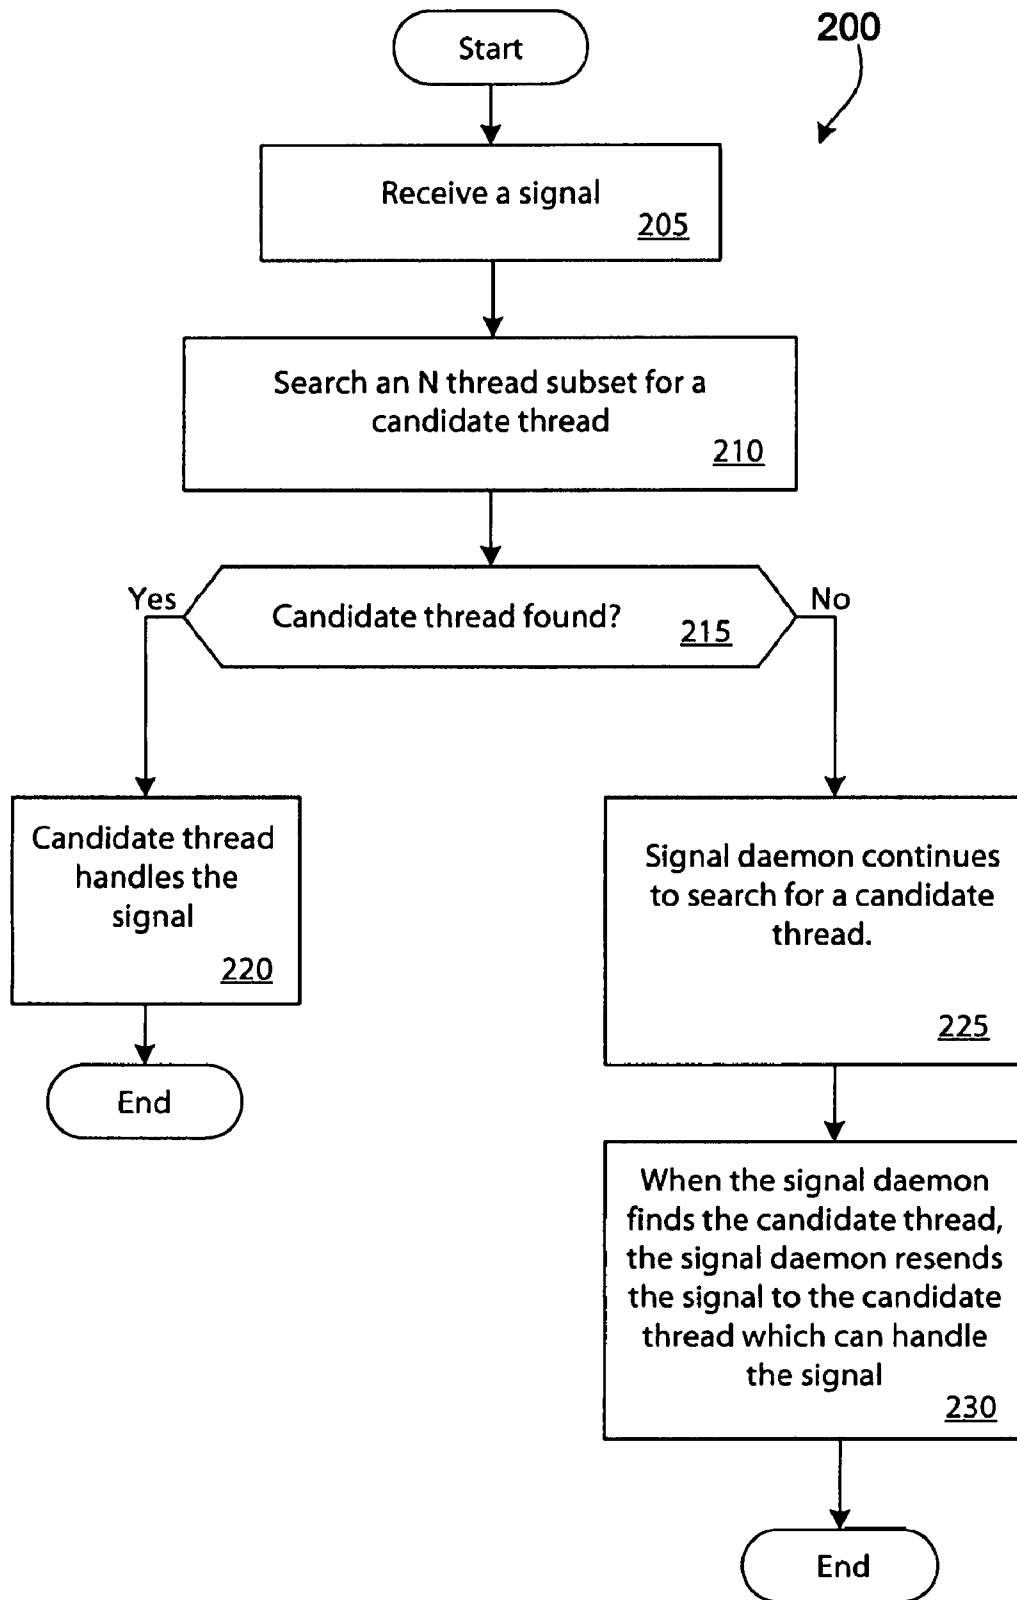 200
Start
Receive a signal
205
Search an N thread subset for a
candidate thread
210
Yes
Candidate thread found?
215
No
Candidate thread
handles the
signal
220
End
Signal daemon continues
to search for a candidate
thread.
225
When the signal daemon
finds the candidate thread,
the signal daemon resends
the signal to the candidate
thread which can handle
the signal
230
End